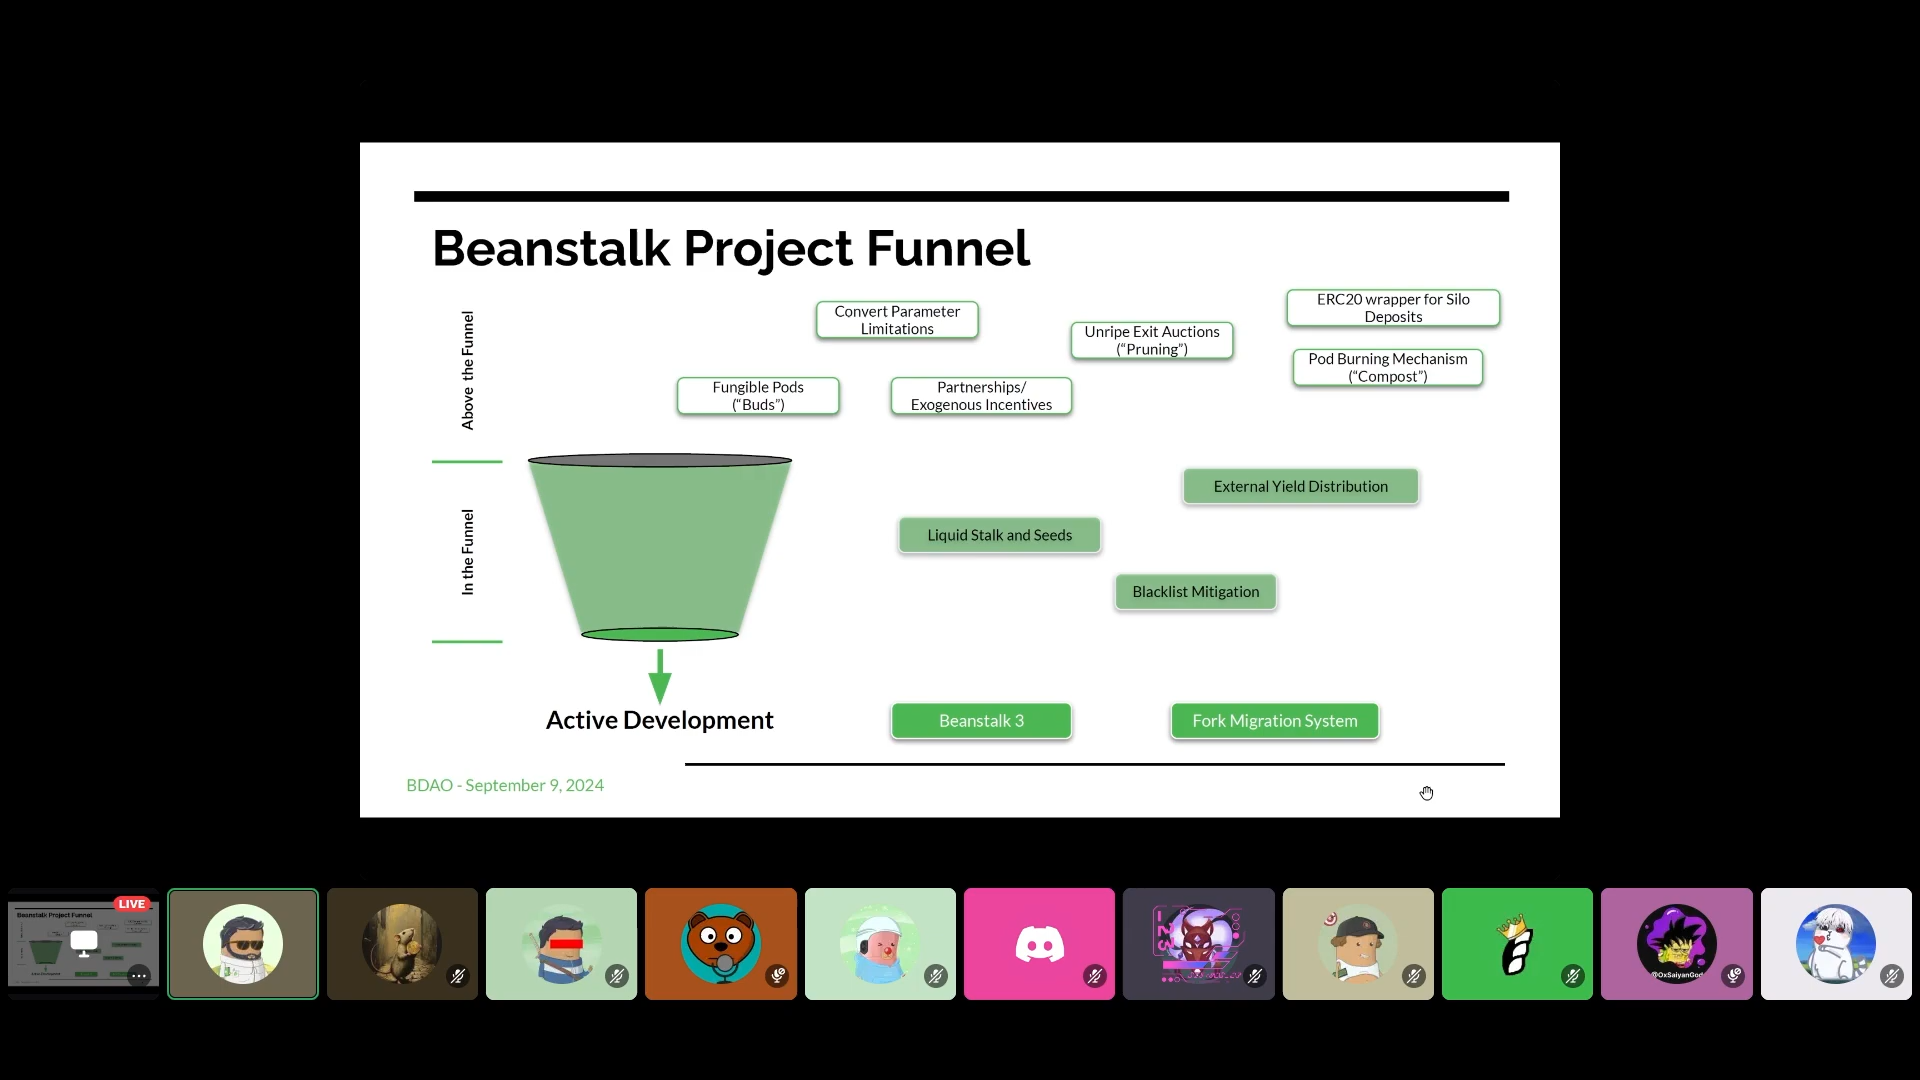 Beanstalk Project Funnel
Above the Funnel
Convert Parameter
Limitations
Unripe Exit Auctions
(“Pruning”)
ERC20 wrapper for Silo
Deposits
Pod Burning Mechanism
(“Compost”)
Fungible Pods
(“Buds”)
Partnerships/
Exogenous Incentives
In the Funnel
External Yield Distribution
Liquid Stalk and Seeds
Blacklist Mitigation
Active Development
Beanstalk 3
Fork Migration System
BDAO - September 9, 2024
LIVE
Beanstalk Project Funnel
@0xSaiyanGod